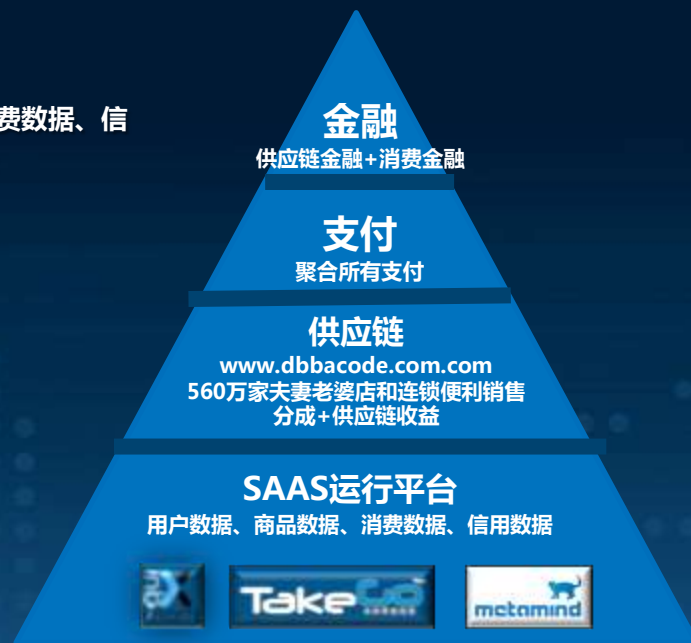 费数据、信
金融
供应链金融+消费金融
支付
聚合所有支付
供应链
www.dbbacode.com.com
560万家夫妻老婆店和连锁便利销售
分成+供应链收益
SAAS运行平台
用户数据、商品数据、消费数据、信用数据
TakeGo
metamind